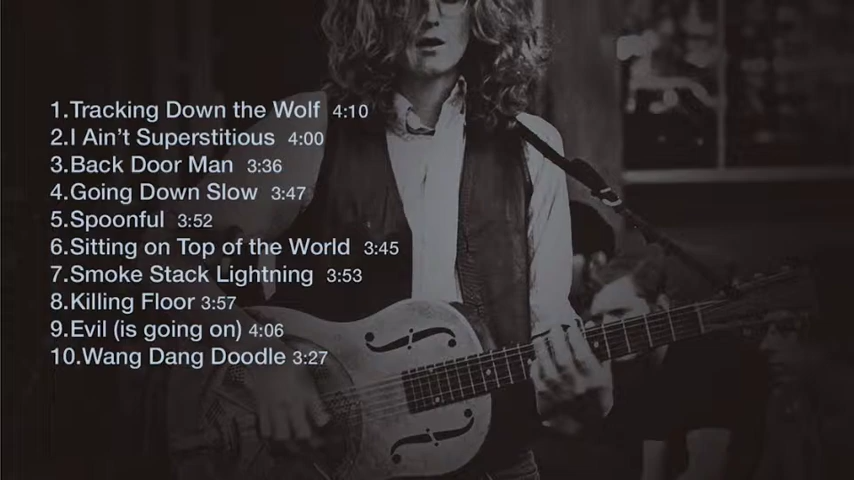 1.Tracking Down the Wolf 4:10
2.I Ain't Superstitious 4:00
3.Back Door Man 3:36
4.Going Down Slow 3:47
5.Spoonful 3:52
6.Sitting on Top of the World 3:45
7.Smoke Stack Lightning 3:53
8.Killing Floor 3:57
9.Evil (is going on) 4:06
10.Wang Dang Doodle 3:27